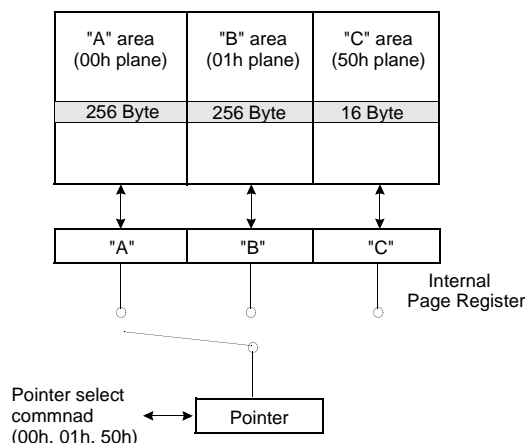 "A" area
(00h plane)
"B" area
(01h plane)
"C" area
(50h plane)
256 Byte
256 Byte
16 Byte
"A"
"B"
"C"
Internal
Page Register
Pointer select
commnad
(00h, 01h, 50h)
Pointer